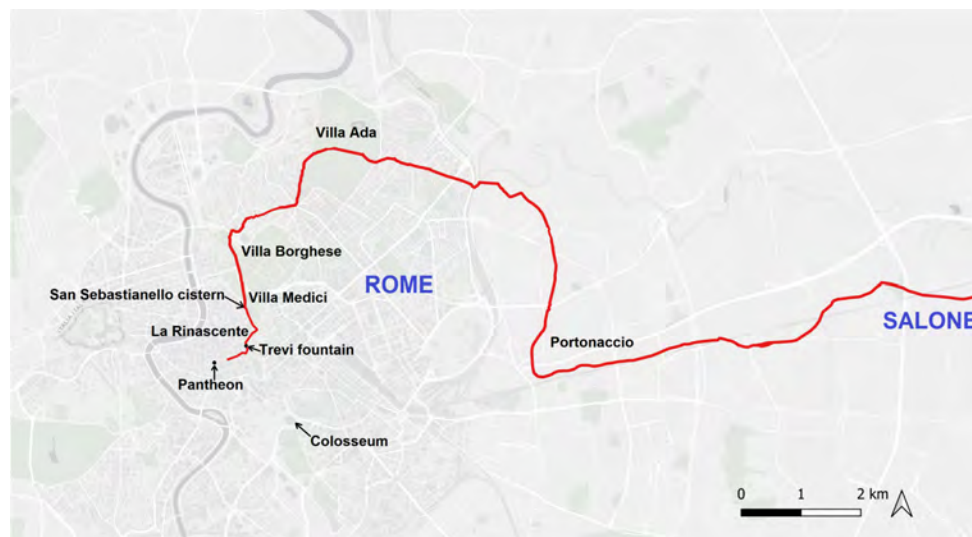 Villa Ada
Villa Borghese
San Sebastianello cistern
Villa Medici
ROME
La Rinascente
Trevi fountain
Portonaccio
SALONE
Pantheon
Colosseum
0 1 2 km